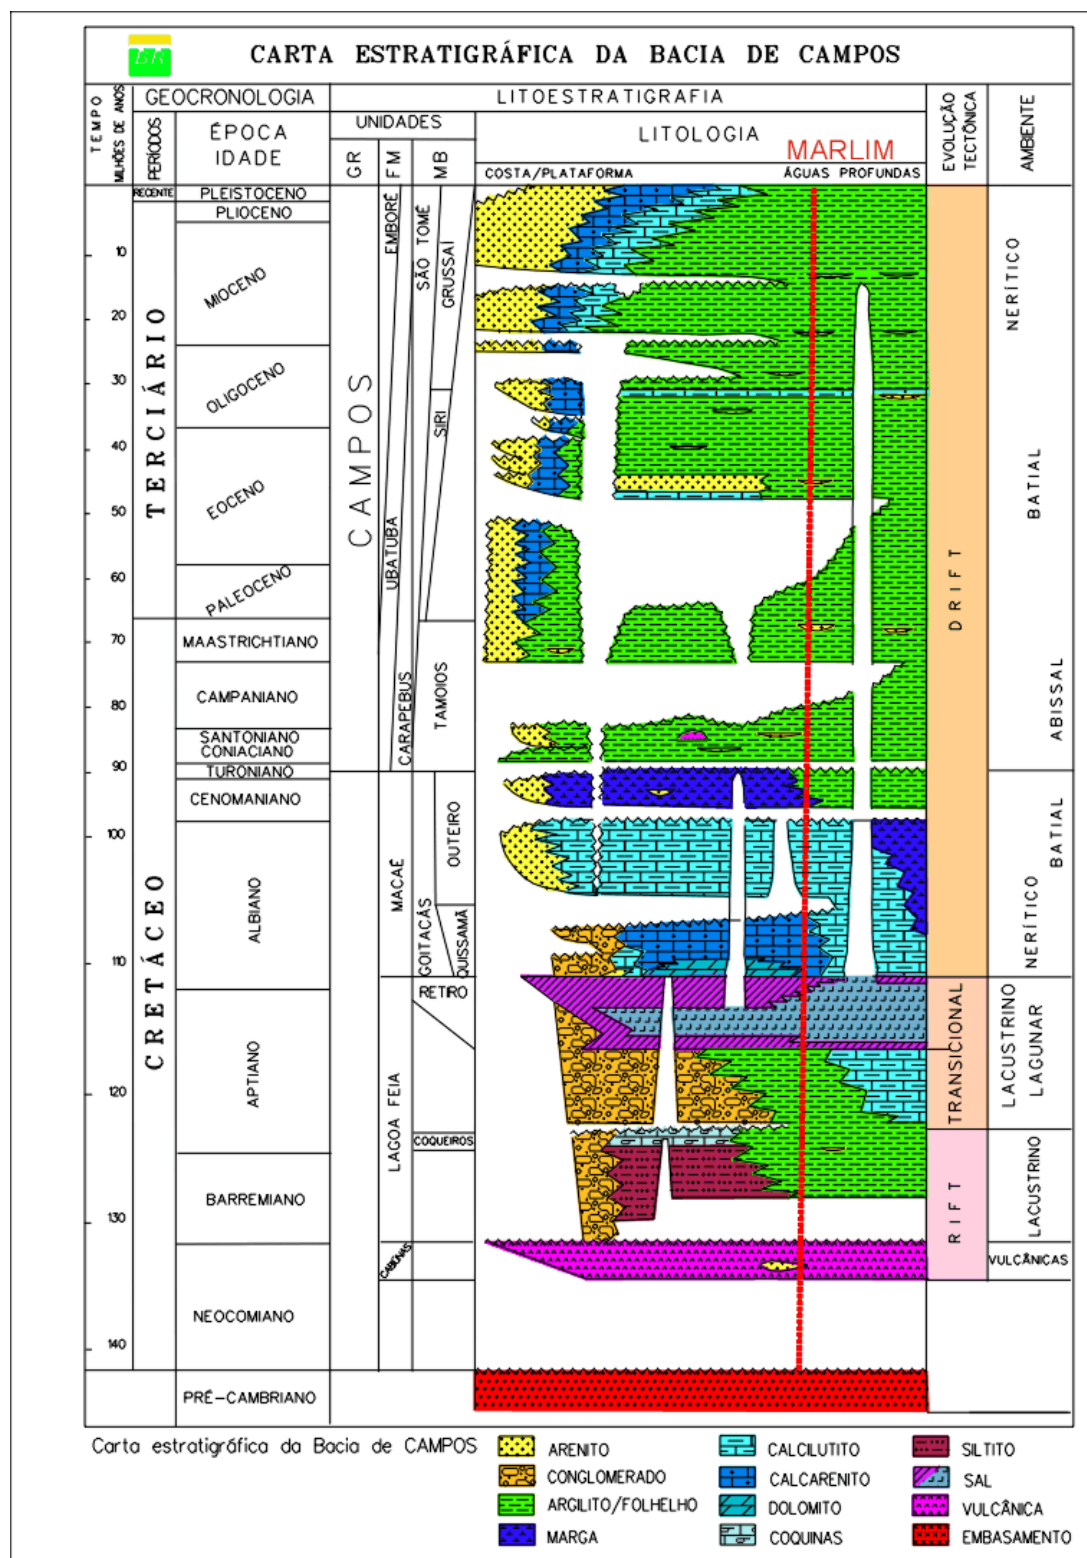 BR
CARTA ESTRATIGRÁFICA DA BACIA DE CAMPOS
TEMPO
MILHÕES DE ANOS
GEOCRONOLOGIA
PERÍODOS
ÉPOCA
IDADE
LITOESTRATIGRAFIA
UNIDADES
GR
FM
MB
LITOLOGIA
MARLIM
COSTA/PLATAFORMA
ÁGUAS PROFUNDAS
EVOLUÇÃO
TECTÔNICA
AMBIENTE
10
20
30
40
50
60
70
80
90
100
110
120
130
140
RECENTE
TERCIÁRIO
CRETÁCEO
PLEISTOCENO
PLIOCENO
MIOCENO
OLIGOCENO
EOCENO
PALEOCENO
MAASTRICHTIANO
CAMPANIANO
SANTONIANO
CONIACIANO
TURONIANO
CENOMANIANO
ALBIANO
APTIANO
BARREMIANO
NEOCOMIANO
PRÉ-CAMBRIANO
CAMPOS
EMBORÉ
UBATUBA
CARAPEBUS
SÃO TOMÉ
GRUSSAÍ
SIRI
TAMOIOS
MACAÉ
GOITACÁS
OUTEIRO
QUISSAMÃ
RETIRO
LAGOA FEIA
COQUEIROS
CABIÚNAS
DRIFT
TRANSICIONAL
RIFT
NERÍTICO
BATIAL
ABISSAL
BATIAL
NERÍTICO
LACUSTRINO
LAGUNAR
LACUSTRINO
VULCÂNICAS
Carta estratigráfica da Bacia de CAMPOS
ARENITO
CONGLOMERADO
ARGILITO/FOLHELHO
MARGA
CALCILUTITO
CALCARENITO
DOLOMITO
COQUINAS
SILTITO
SAL
VULCÂNICA
EMBASAMENTO